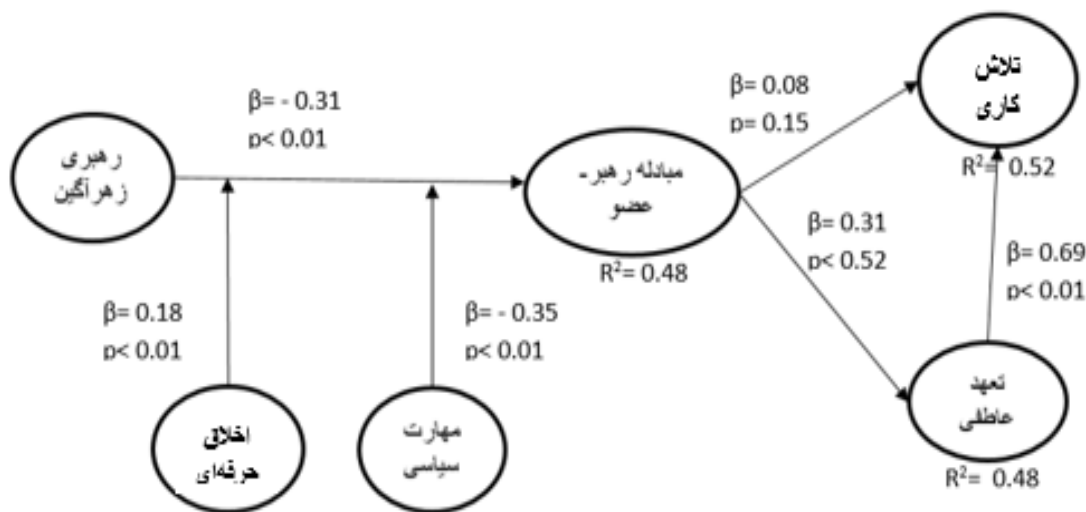 تلاش
کاری
R²= 0.52
β= 0.08
p= 0.15
β= - 0.31
p< 0.01
رهبری
زهرآگین
مبادله رهبر-
عضو
R²= 0.48
β= 0.31
p< 0.52
β= 0.69
p< 0.01
β= 0.18
p< 0.01
β= - 0.35
p< 0.01
تعهد
عاطفی
R²= 0.48
اخلاق
حرفه‌ای
مهارت
سیاسی